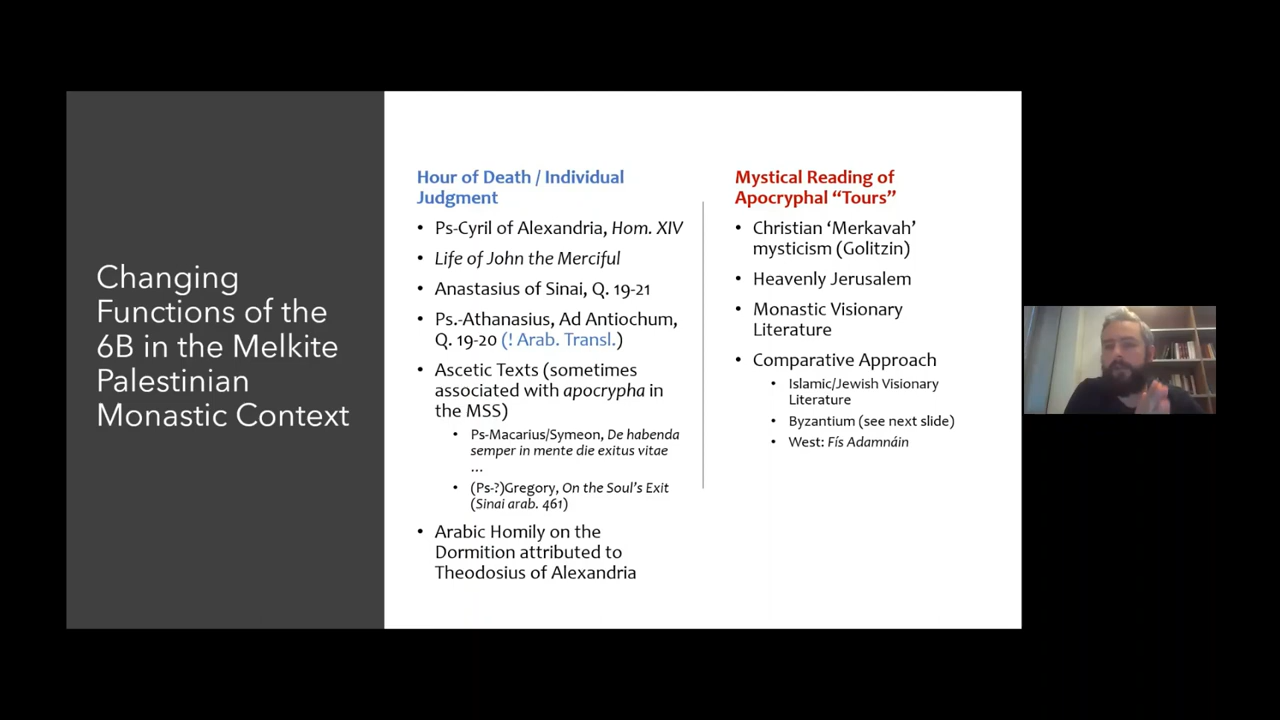 Changing
Functions of the
6B in the Melkite
Palestinian
Monastic Context
Hour of Death / Individual
Judgment
• Ps-Cyril of Alexandria, Hom. XIV
• Life of John the Merciful
• Anastasius of Sinai, Q. 19-21
• Ps.-Athanasius, Ad Antiochum,
Q. 19-20 (! Arab. Transl.)
• Ascetic Texts (sometimes
associated with apocrypha in
the MSS)
• Ps-Macarius/Symeon, De habenda
semper in mente die exitus vitae
...
• (Ps-?)Gregory, On the Soul's Exit
(Sinai arab. 461)
• Arabic Homily on the
Dormition attributed to
Theodosius of Alexandria
Mystical Reading of
Apocryphal “Tours”
• Christian ‘Merkavah’
mysticism (Golitzin)
• Heavenly Jerusalem
• Monastic Visionary
Literature
• Comparative Approach
• Islamic/Jewish Visionary
Literature
• Byzantium (see next slide)
• West: Fís Adamnáin